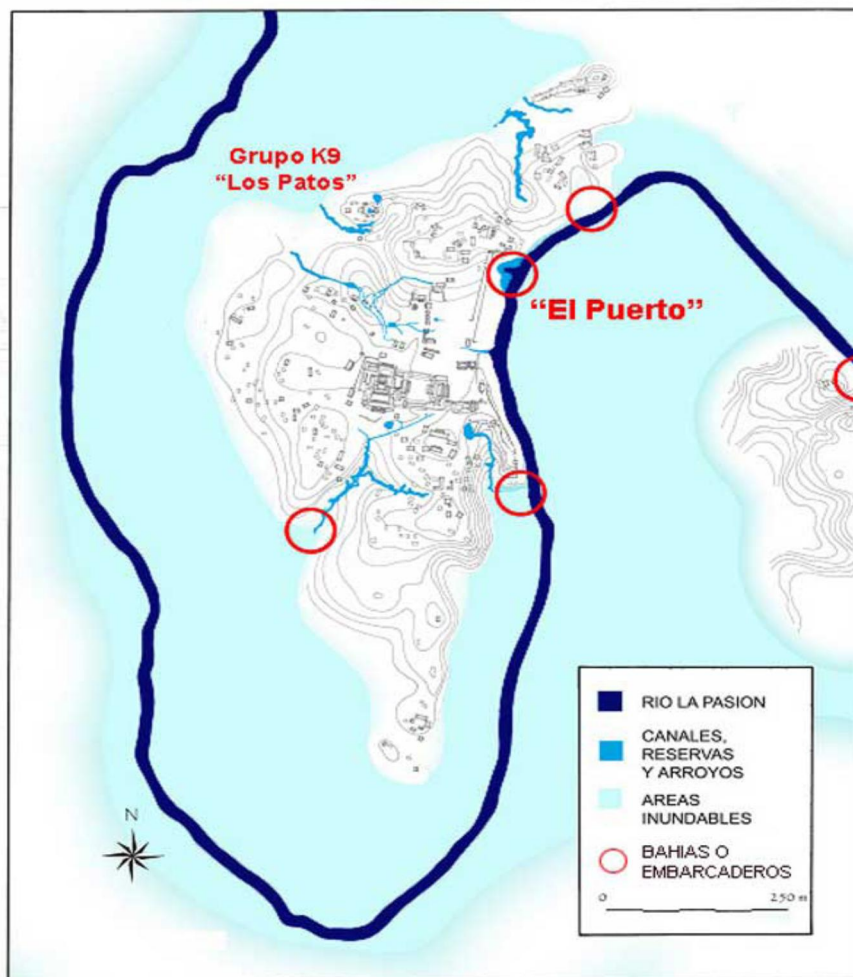 Grupo K9
“Los Patos”
“El Puerto”
N
RIO LA PASION
CANALES,
RESERVAS
Y ARROYOS
AREAS
INUNDABLES
BAHIAS O
EMBARCADEROS
0 250 m